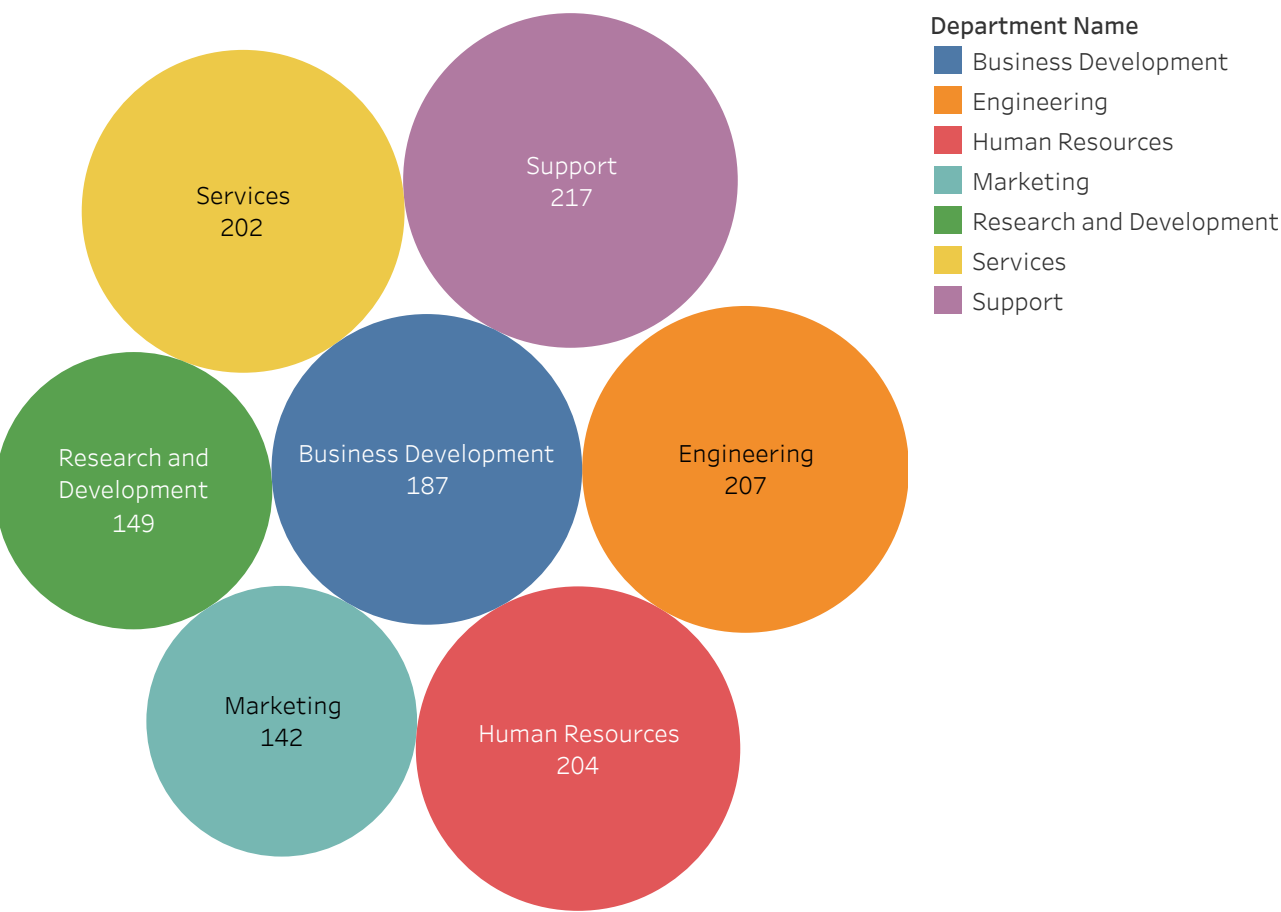 Support
217
Services
202
Business Development
187
Engineering
207
Research and
Development
149
Marketing
142
Human Resources
204
Department Name
Business Development
Engineering
Human Resources
Marketing
Research and Development
Services
Support